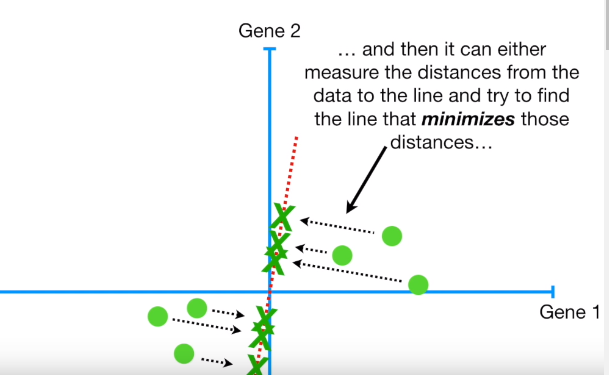 Gene 2
... and then it can either
measure the distances from the
data to the line and try to find
the line that minimizes those
distances...
Gene 1